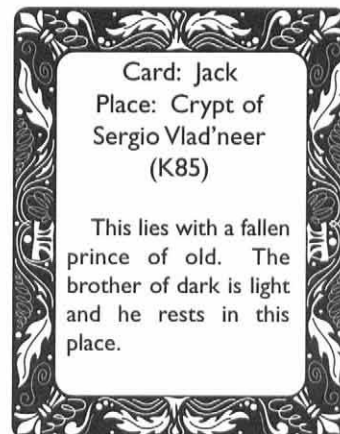 Card: Jack
Place: Crypt of
Sergio Vlad'neer
(K85)
This lies with a fallen
prince of old. The
brother of dark is light
and he rests in this
place.